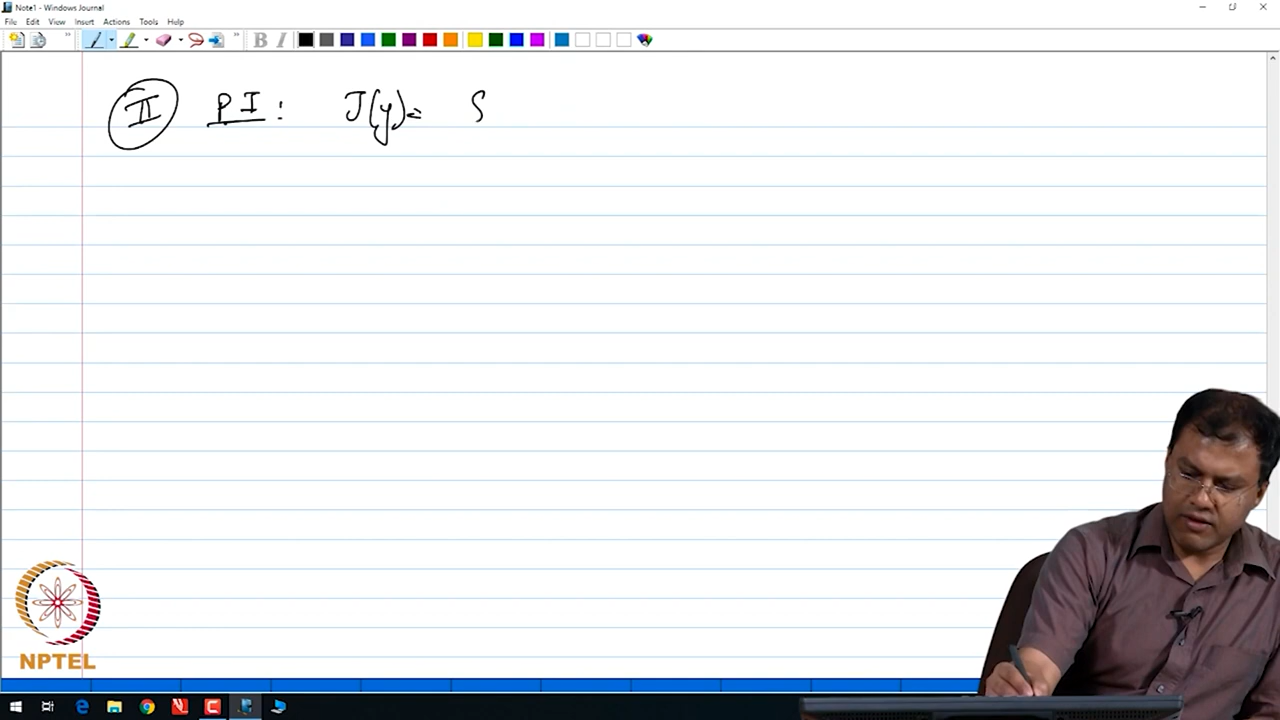 Note1 - Windows Journal
File Edit View Insert Actions Tools Help
B I
II PI : J(y)= S
NPTEL